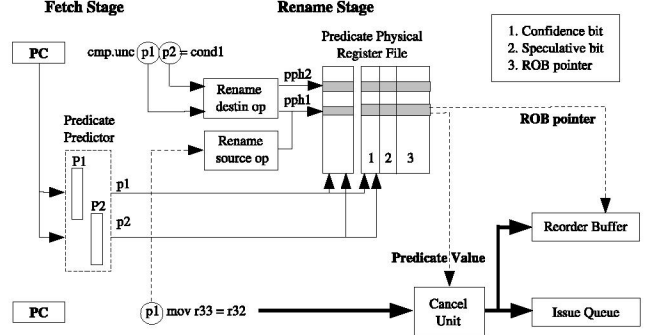 Fetch Stage
Rename Stage
Predicate Physical
Register File
1. Confidence bit
2. Speculative bit
3. ROB pointer
PC
cmp.unc p1 p2 = cond1
Rename
destin op
pph2
pph1
Rename
source op
ROB pointer
Predicate
Predictor
P1
P2
p1
p2
1 2 3
Predicate Value
Reorder Buffer
PC
p1 mov r33 = r32
Cancel
Unit
Issue Queue